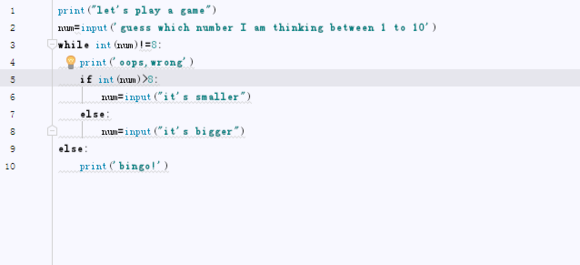 1 print("let's play a game")
2 num=input('guess which number I am thinking between 1 to 10')
3 while int(num)!=8:
4 print('oops,wrong')
5 if int(num)>8:
6 num=input("it's smaller")
7 else:
8 num=input("it's bigger")
9 else:
10 print('bingo!')